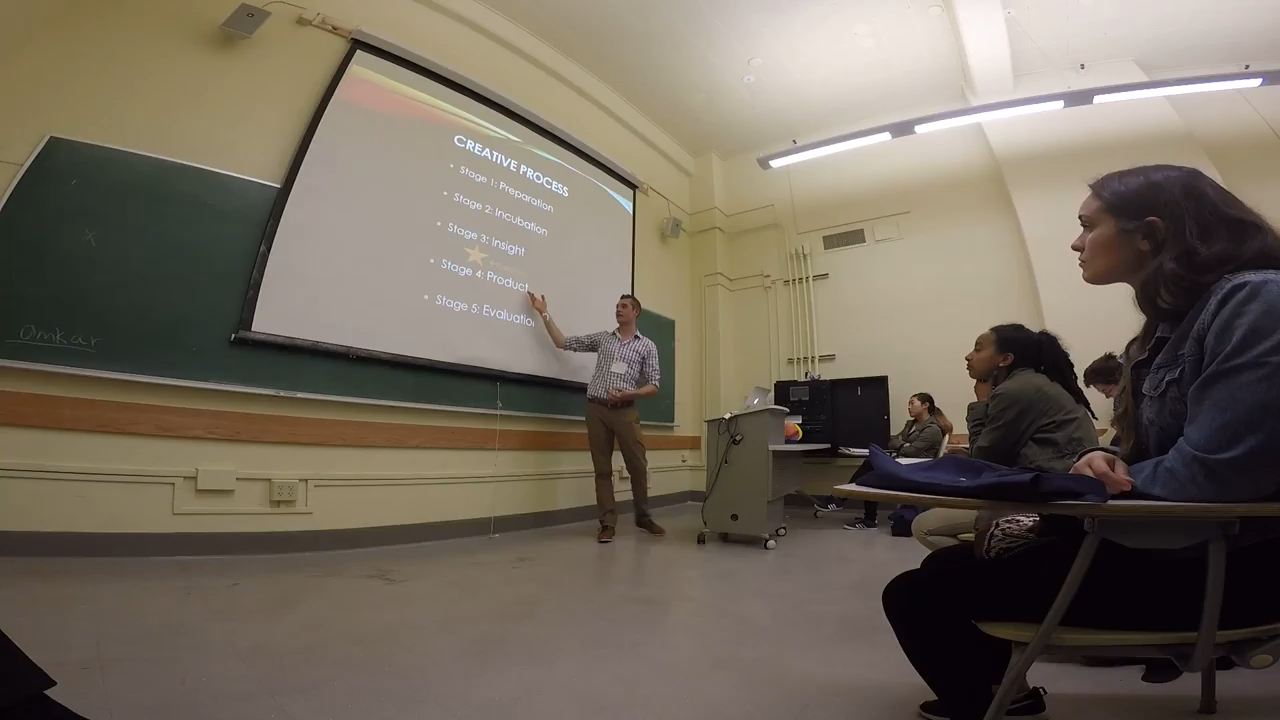 CREATIVE PROCESS
Stage 1: Preparation
Stage 2: Incubation
Stage 3: Insight
Stage 4: Product
Stage 5: Evaluation
Omkar